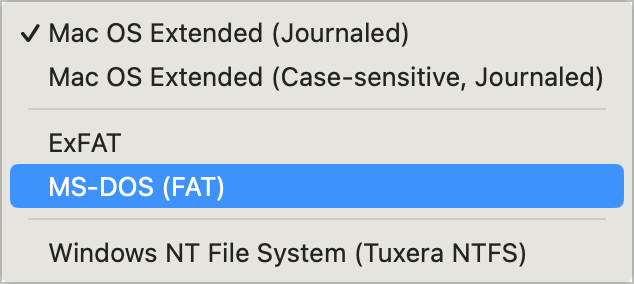 ✓ Mac OS Extended (Journaled)
Mac OS Extended (Case-sensitive, Journaled)
ExFAT
MS-DOS (FAT)
Windows NT File System (Tuxera NTFS)